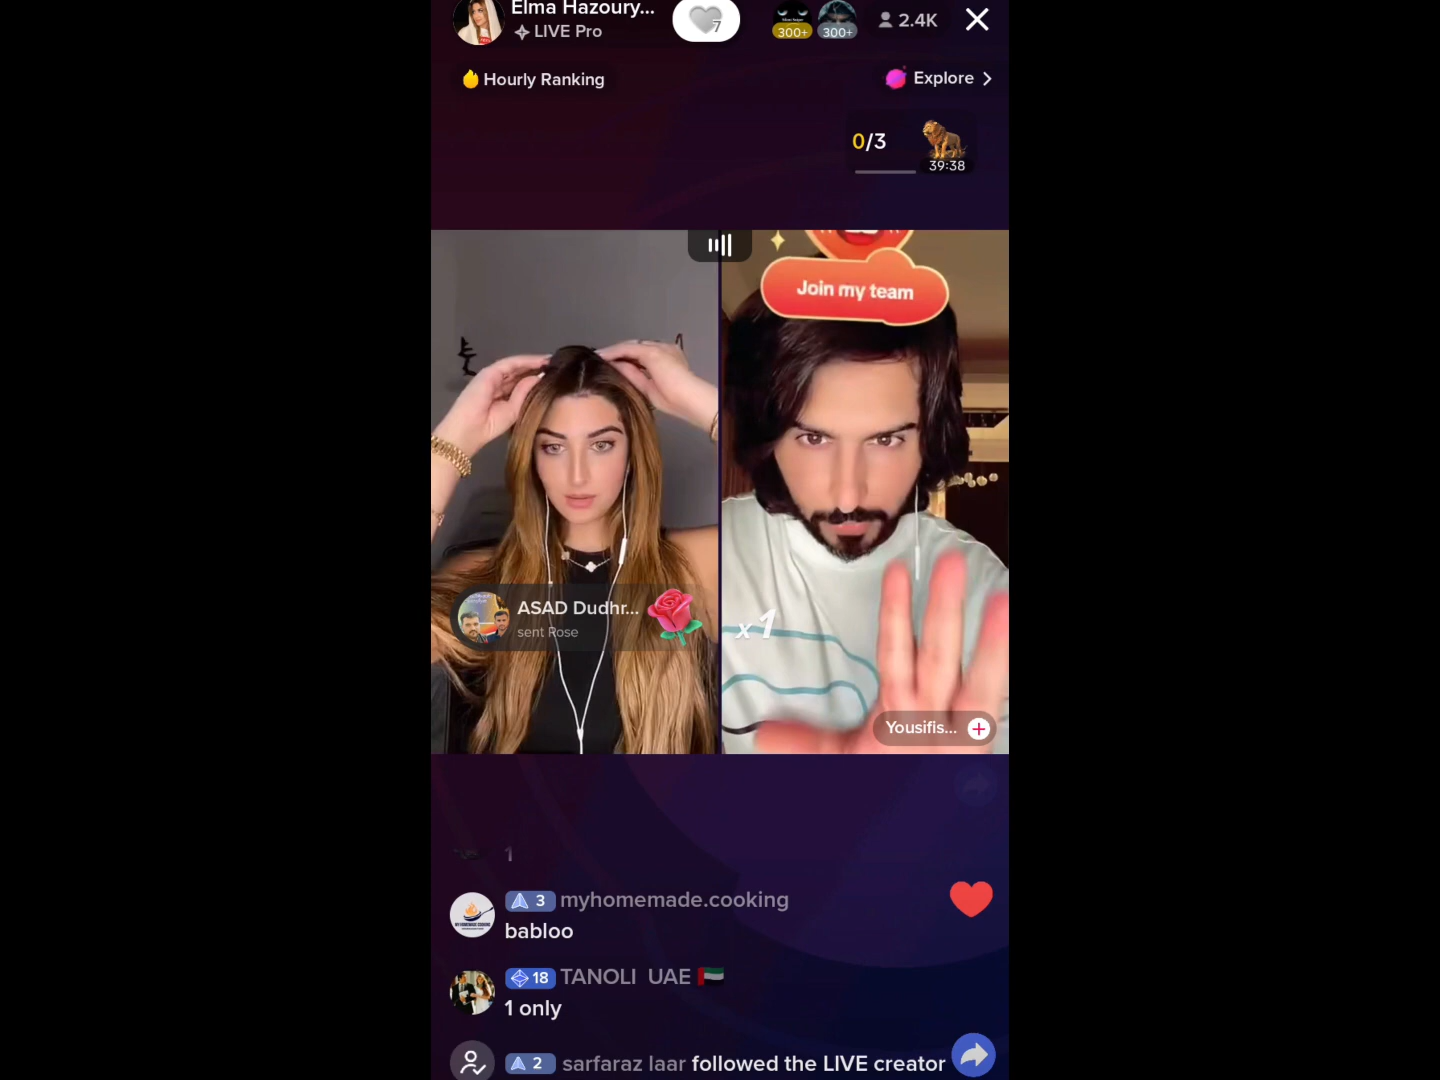 Elma Hazoury...
LIVE Pro
7
300+
300+
2.4K
Hourly Ranking
Explore
0/3
39:38
Join my team
ASAD Dudhr...
sent Rose
x1
Yousifis...
1
3 myhomemade.cooking
babloo
18 TANOLI UAE 🇦🇪
1 only
2 sarfaraz laar followed the LIVE creator